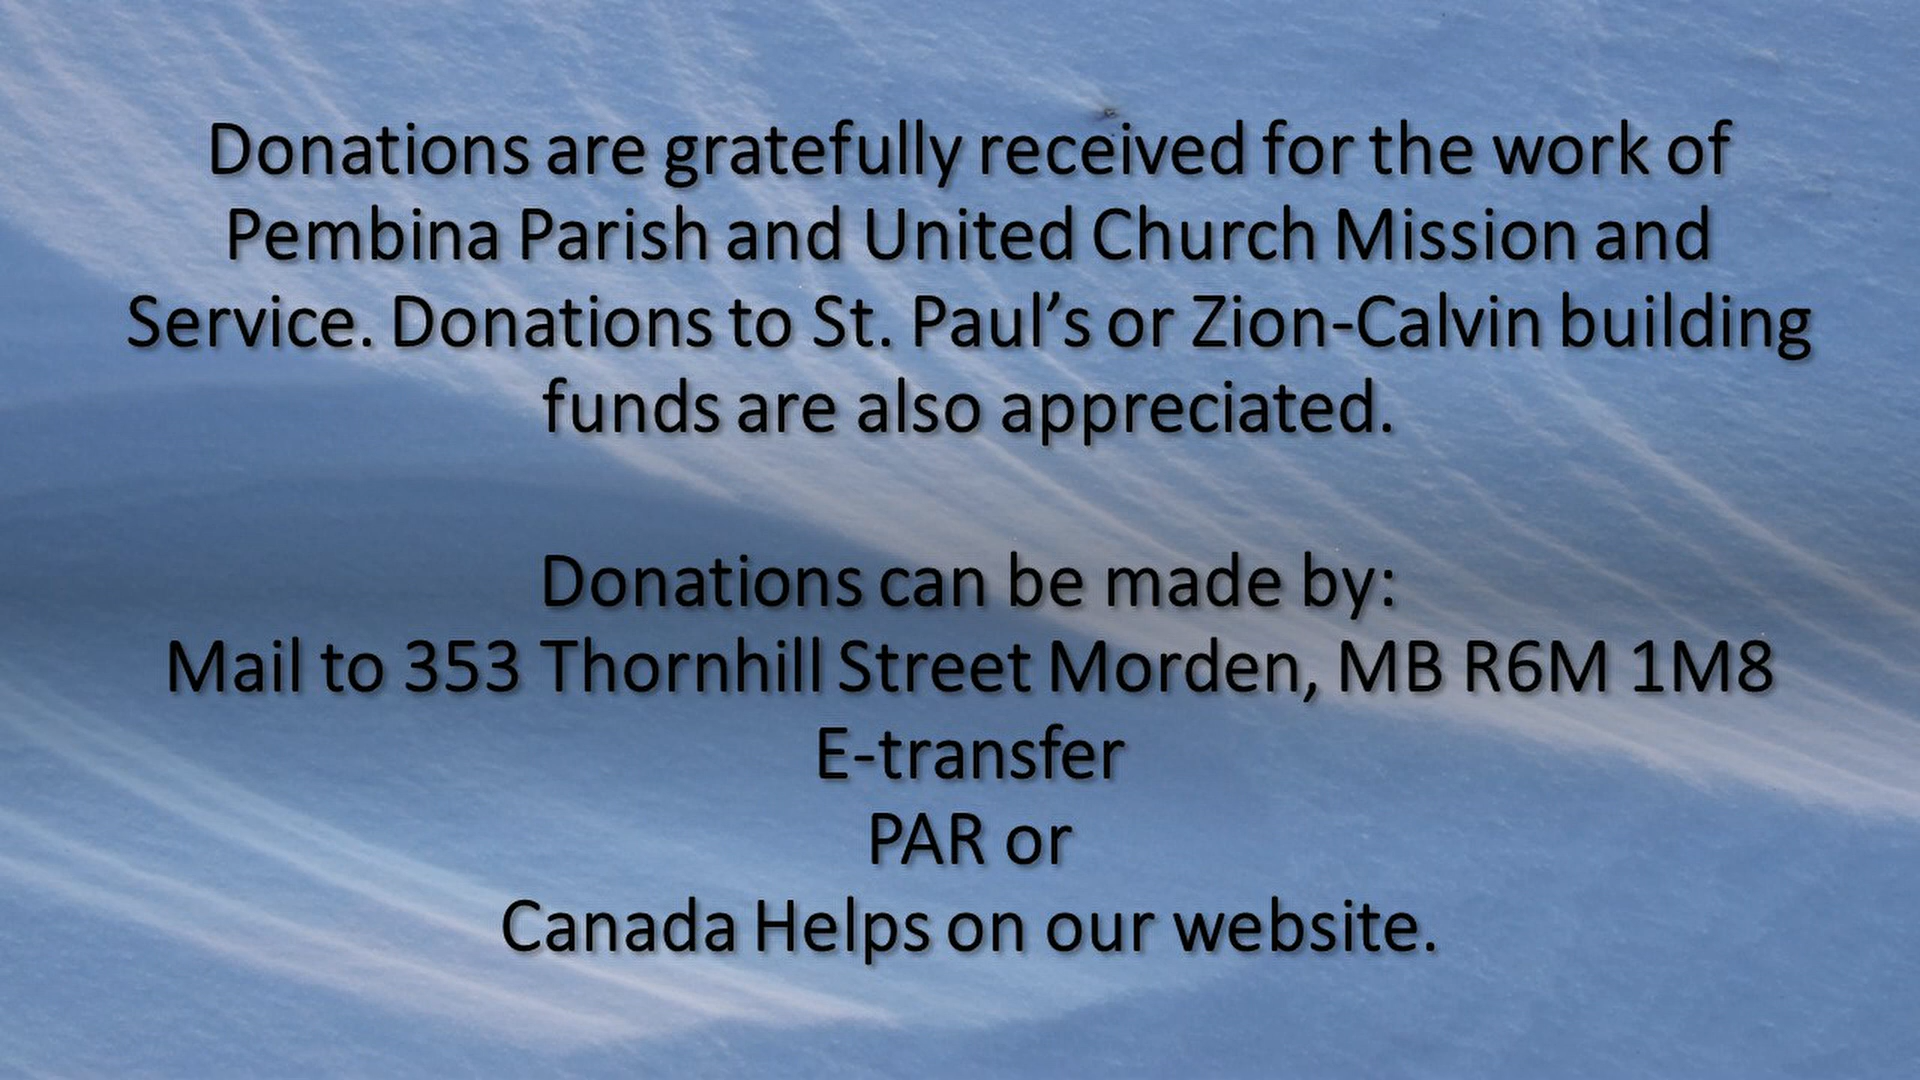 Donations are gratefully received for the work of
Pembina Parish and United Church Mission and
Service. Donations to St. Paul’s or Zion-Calvin building
funds are also appreciated.
Donations can be made by:
Mail to 353 Thornhill Street Morden, MB R6M 1M8
E-transfer
PAR or
Canada Helps on our website.